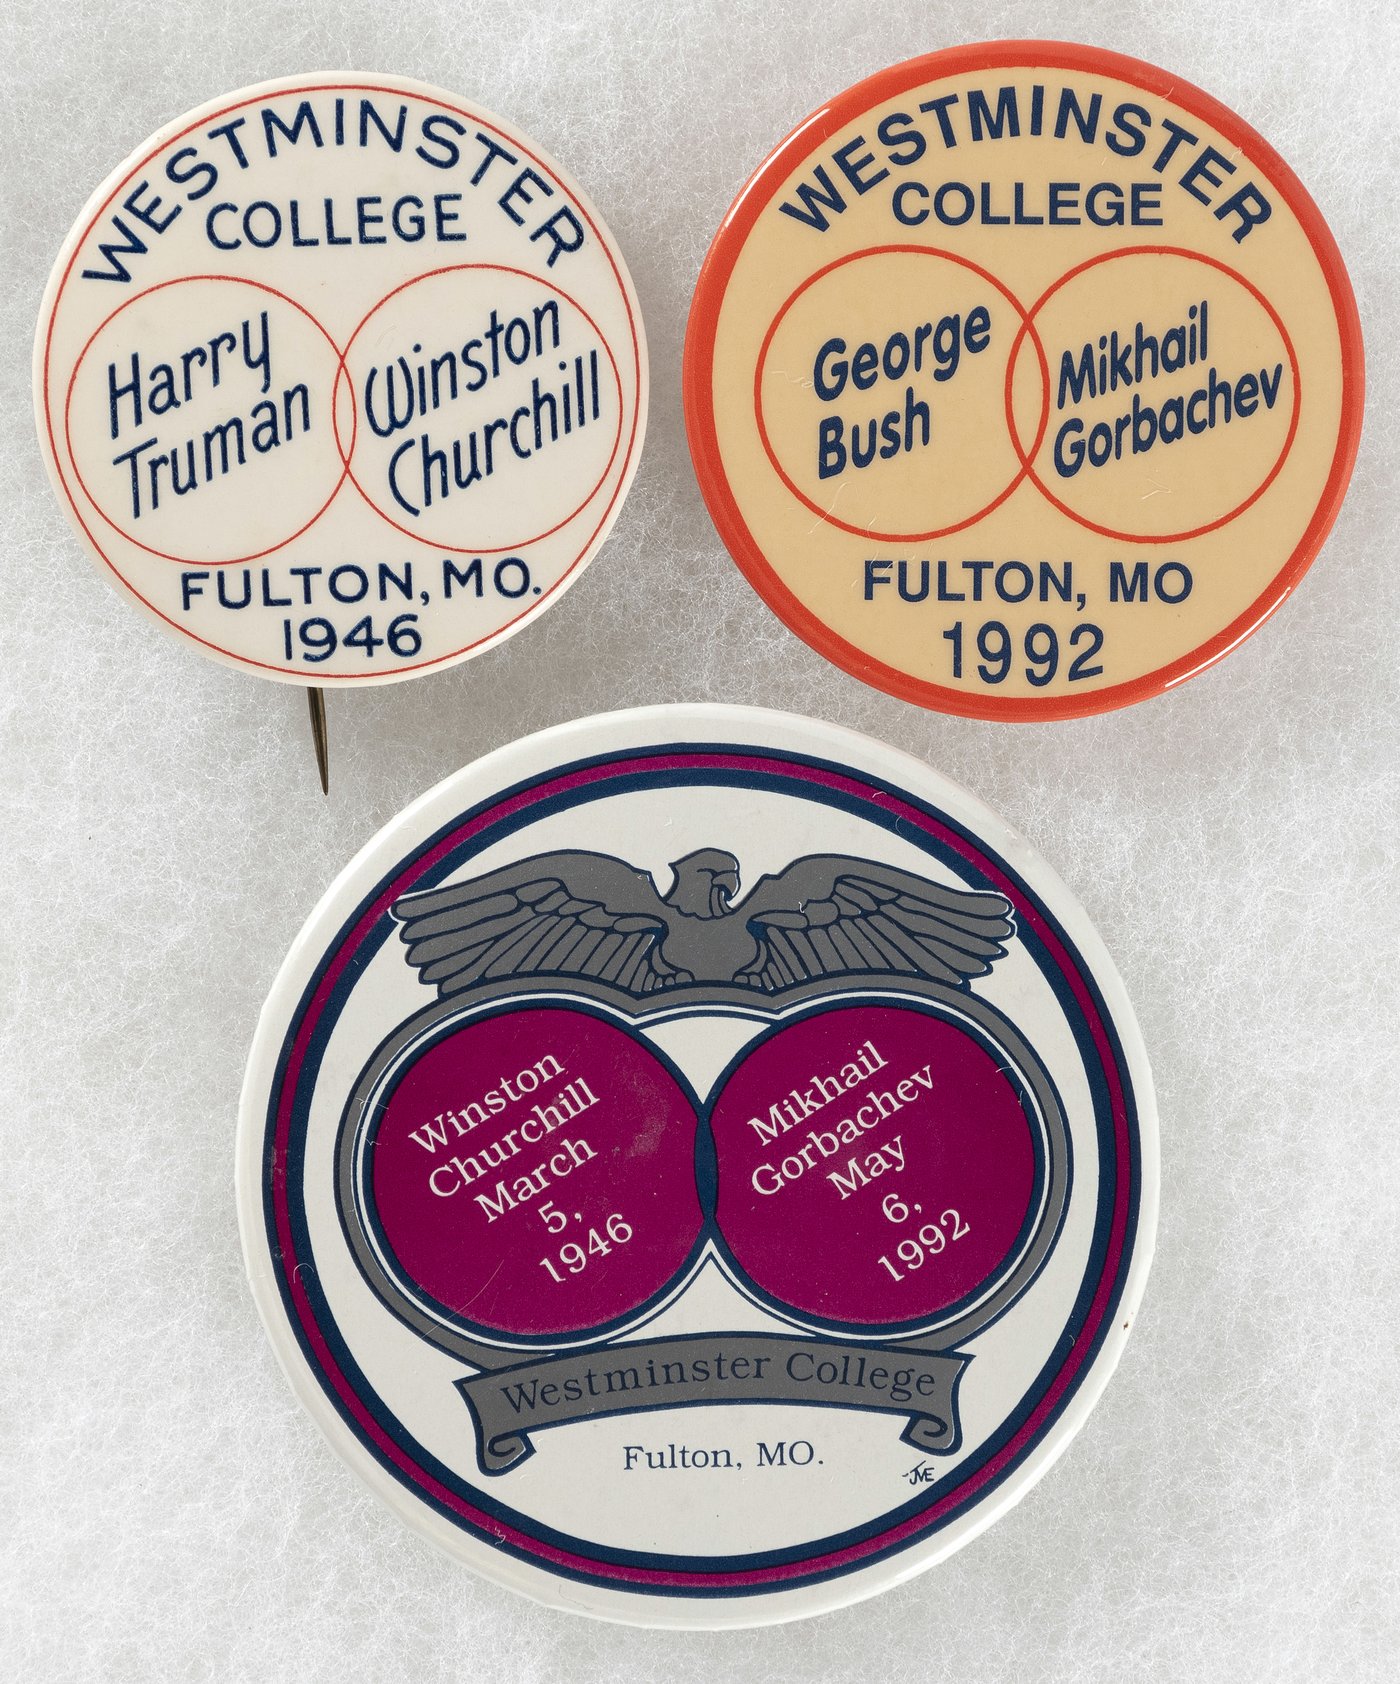 WESTMINSTER
COLLEGE
Harry
Truman
Winston
Churchill
FULTON, MO.
1946
WESTMINSTER
COLLEGE
George
Bush
Mikhail
Gorbachev
FULTON, MO
1992
Winston
Churchill
March
5,
1946
Mikhail
Gorbachev
May
6,
1992
Westminster College
Fulton, MO.
JVE